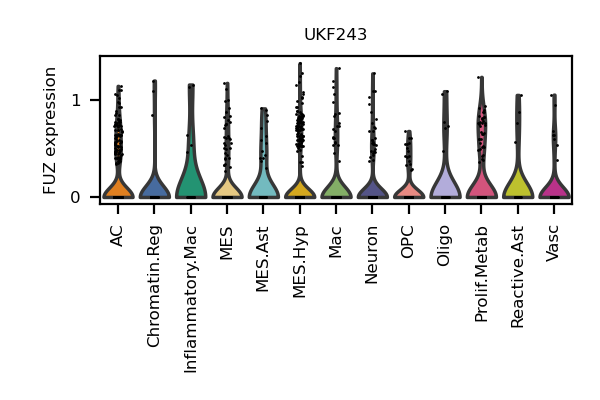 UKF243
FUZ expression
1
0
AC
Chromatin.Reg
Inflammatory.Mac
MES
MES.Ast
MES.Hyp
Mac
Neuron
OPC
Oligo
Prolif.Metab
Reactive.Ast
Vasc